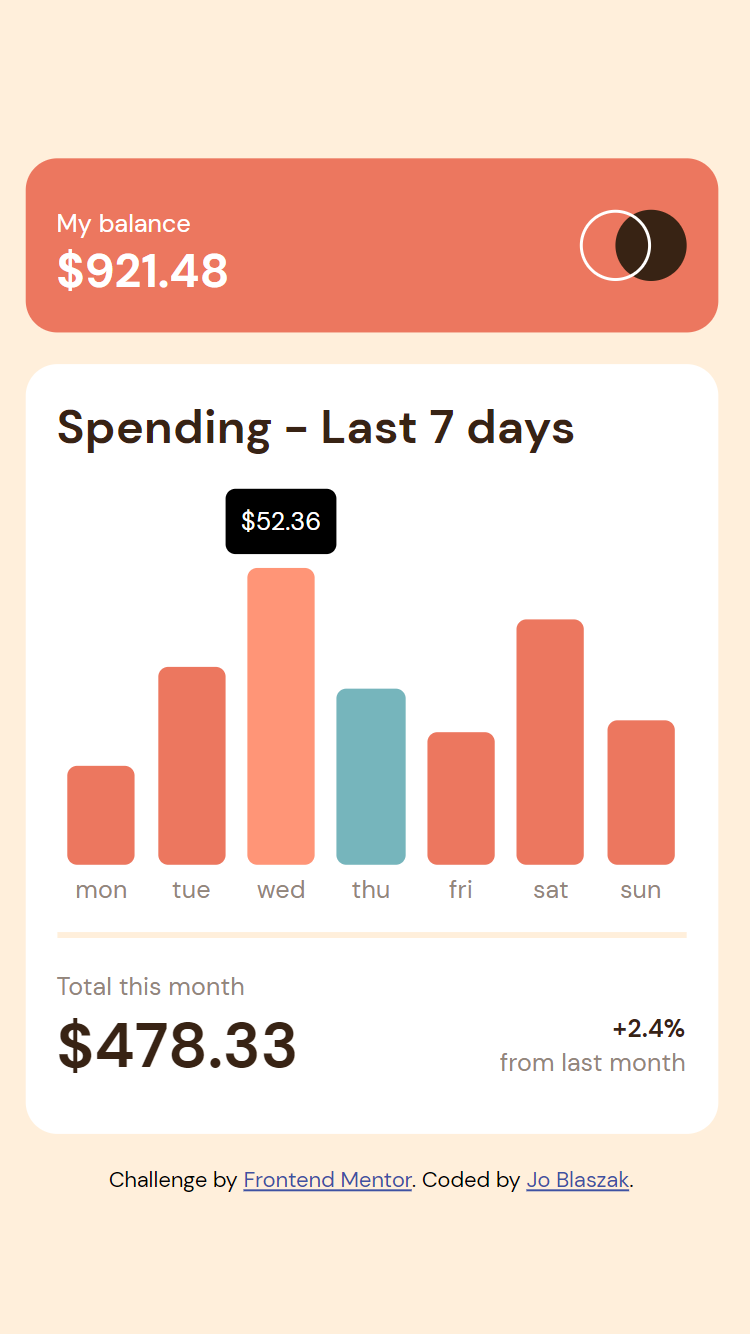 My balance
$921.48
Spending - Last 7 days
$52.36
mon tue wed thu fri sat sun
Total this month
$478.33
+2.4%
from last month
Challenge by Frontend Mentor. Coded by Jo Blaszak.